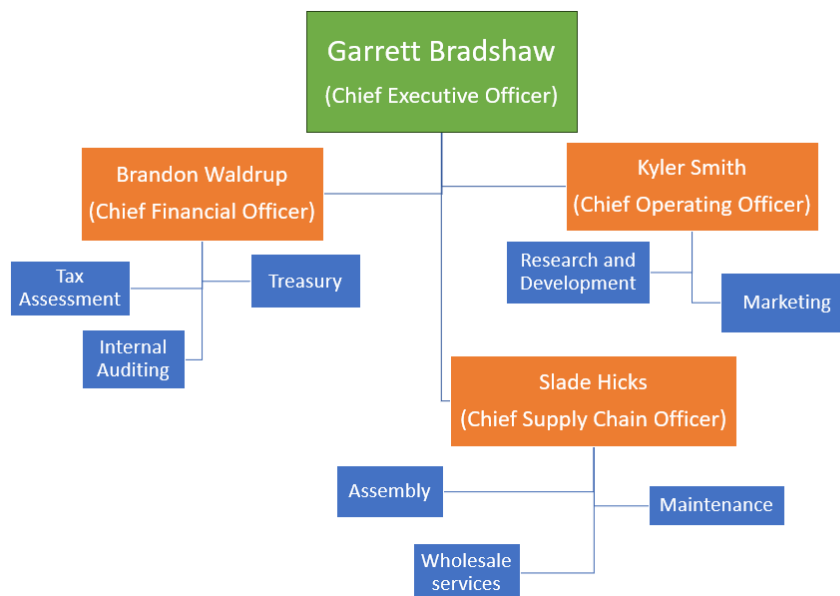 Garrett Bradshaw
(Chief Executive Officer)
Brandon Waldrup
(Chief Financial Officer)
Kyler Smith
(Chief Operating Officer)
Tax
Assessment
Treasury
Internal
Auditing
Research and
Development
Marketing
Slade Hicks
(Chief Supply Chain Officer)
Assembly
Maintenance
Wholesale
services